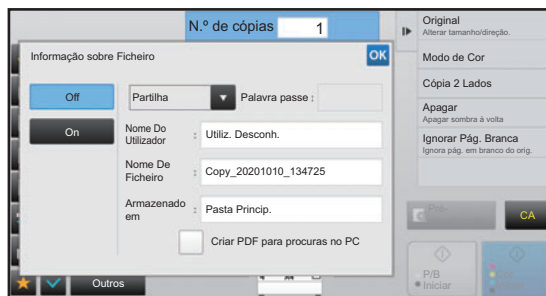 N.º de cópias 1
Informação sobre Ficheiro
OK
Off
On
Partilha
Palavra passe :
Nome Do
Utilizador : Utiliz. Desconh.
Nome De
Ficheiro : Copy_20201010_134725
Armazenado
em : Pasta Princip.
Criar PDF para procuras no PC
Outros
Original
Alterar tamanho/direção.
Modo de Cor
Cópia 2 Lados
Apagar
Apagar sombra à volta
Ignorar Pág. Branca
Ignora pág. em branco do orig.
CA
P/B
Iniciar